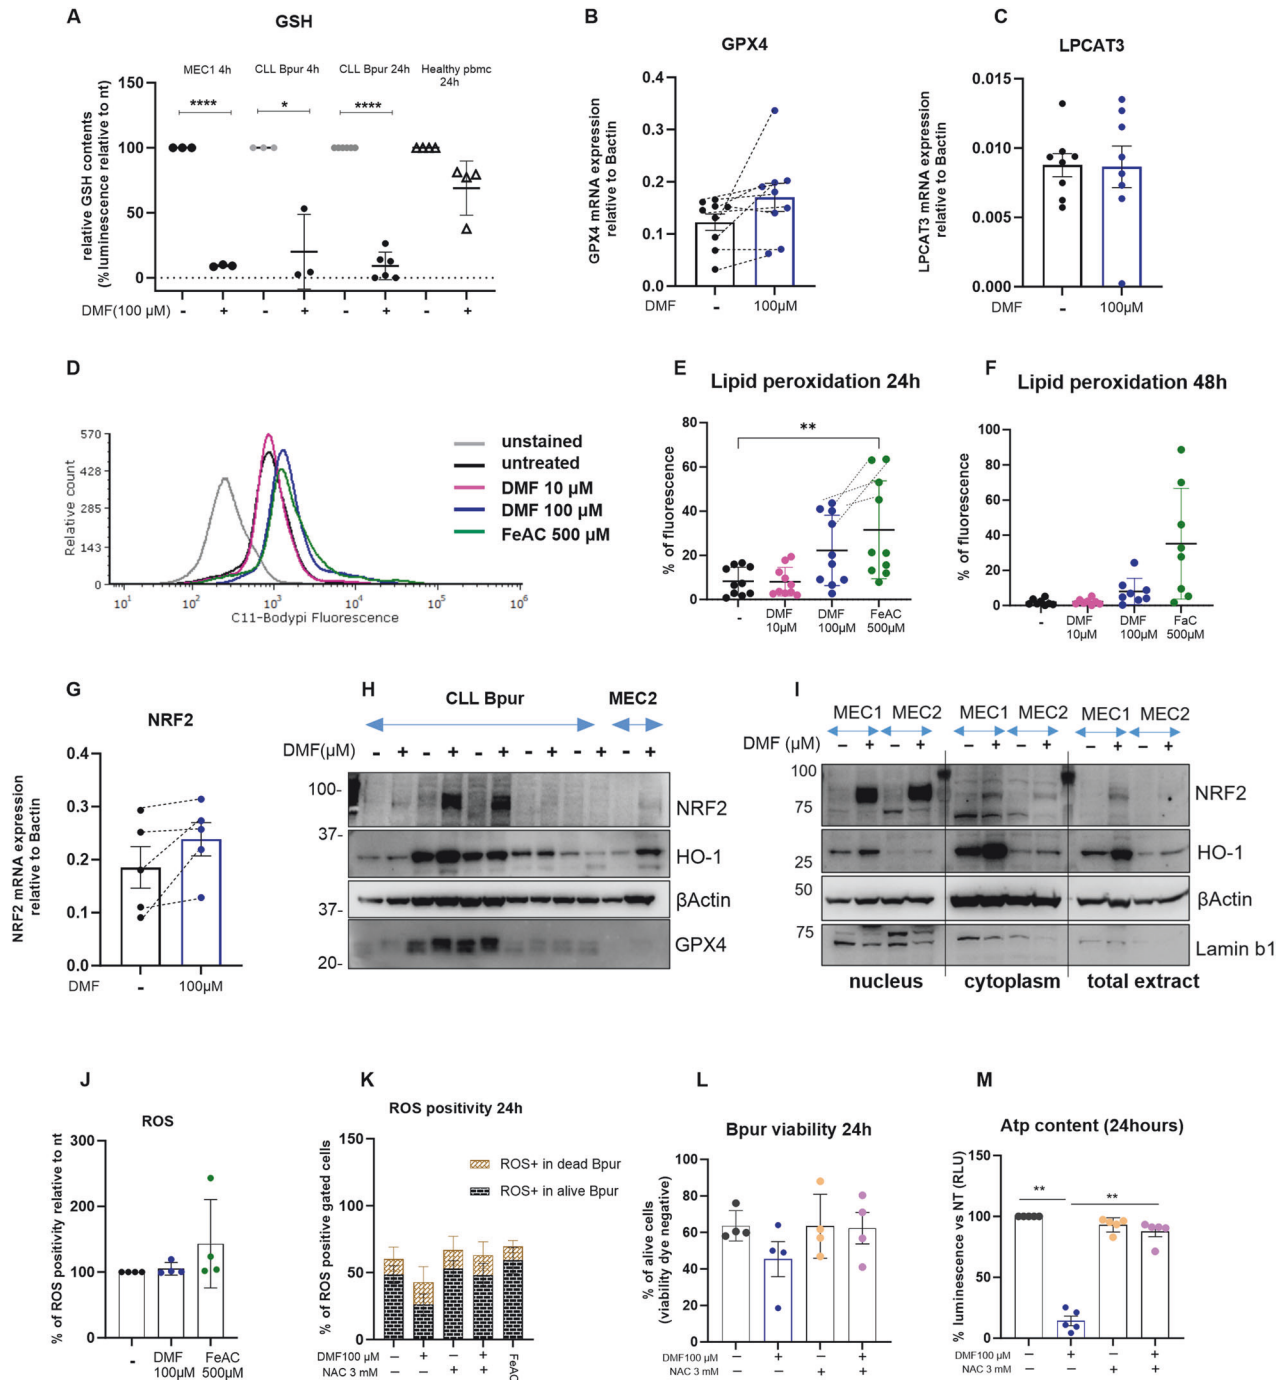 A
GSH
MEC1 4h
CLL Bpur 4h
CLL Bpur 24h
Healthy pbmc
24h
relative GSH contents
(% luminescence relative to nt)
150
100
50
0
****
*
****
DMF(100 µM)
- + - + - + - +
B
GPX4
GPX4 mRNA expression
relative to Bactin
0.4
0.3
0.2
0.1
0.0
DMF - 100µM
C
LPCAT3
LPCAT3 mRNA expression
relative to Bactin
0.015
0.010
0.005
0.000
DMF - 100µM
D
Relative count
570
428
285
143
0
10¹ 10² 10³ 10⁴ 10⁵ 10⁶
C11-Bodypi Fluorescence
unstained
untreated
DMF 10 µM
DMF 100 µM
FeAC 500 µM
E
Lipid peroxidation 24h
% of fluorescence
80
60
40
20
0
**
- DMF 10µM DMF 100µM FeAC 500µM
F
Lipid peroxidation 48h
% of fluorescence
100
80
60
40
20
0
- DMF 10µM DMF 100µM FaC 500µM
G
NRF2
NRF2 mRNA expression
relative to Bactin
0.4
0.3
0.2
0.1
0.0
DMF - 100µM
H
CLL Bpur MEC2
DMF(µM) - + - + - + - + - + - +
100-
NRF2
37-
HO-1
βActin
37-
GPX4
20-
I
MEC1 MEC2 MEC1 MEC2 MEC1 MEC2
DMF (µM) - + - + - + - + - + - +
100
NRF2
75
HO-1
25
50
βActin
75
Lamin b1
nucleus cytoplasm total extract
J
ROS
% of ROS positivity relative to nt
300
200
100
0
- DMF 100µM FeAC 500µM
K
ROS positivity 24h
% of ROS positive gated cells
150
100
50
0
ROS+ in dead Bpur
ROS+ in alive Bpur
DMF100 µM - + - + FeAC
NAC 3 mM - - + +
L
Bpur viability 24h
% of alive cells
(viability dye negative)
100
80
60
40
20
0
DMF100 µM - + - +
NAC 3 mM - - + +
M
Atp content (24hours)
% luminescence vs NT (RLU)
150
100
50
0
**
**
DMF100 µM - + - +
NAC 3 mM - - + +